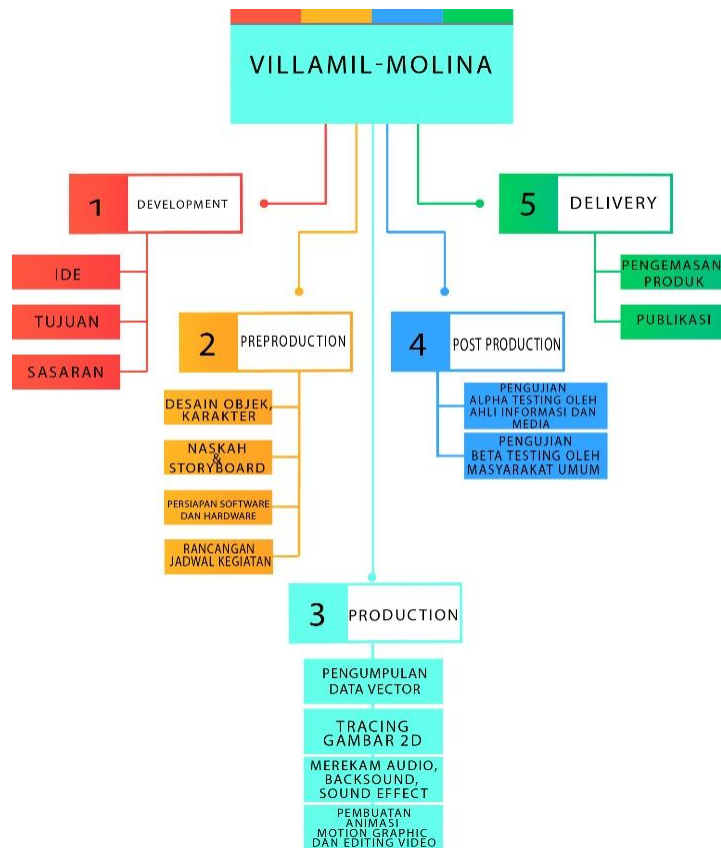 VILLAMIL-MOLINA
1
DEVELOPMENT
IDE
TUJUAN
SASARAN
2
PREPRODUCTION
DESAIN OBJEK,
KARAKTER
NASKAH
&
STORYBOARD
PERSIAPAN SOFTWARE
DAN HARDWARE
RANCANGAN
JADWAL KEGIATAN
3
PRODUCTION
PENGUMPULAN
DATA VECTOR
TRACING
GAMBAR 2D
MEREKAM AUDIO,
BACKSOUND,
SOUND EFFECT
PEMBUATAN
ANIMASI
MOTION GRAPHIC
DAN EDITING VIDEO
4
POST PRODUCTION
PENGUJIAN
ALPHA TESTING OLEH
AHLI INFORMASI DAN
MEDIA
PENGUJIAN
BETA TESTING OLEH
MASYARAKAT UMUM
5
DELIVERY
PENGEMASAN
PRODUK
PUBLIKASI